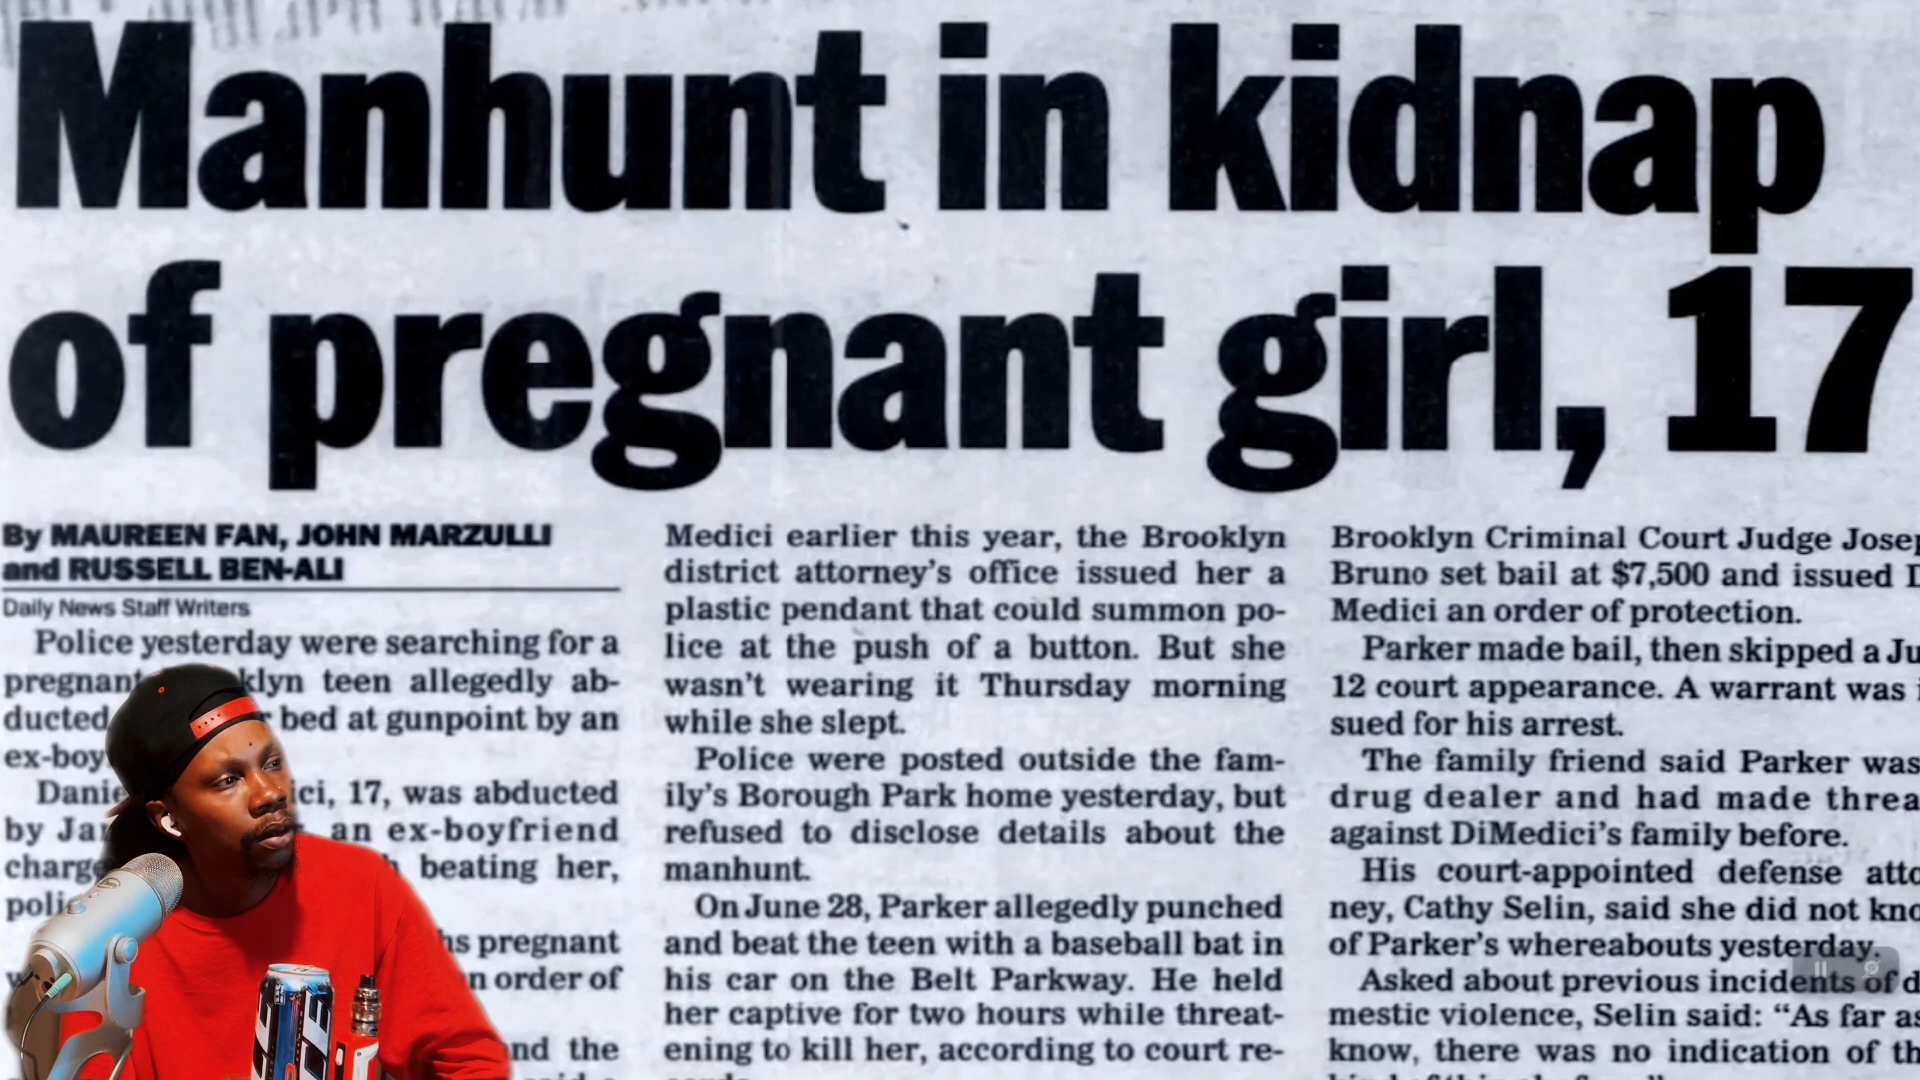 Manhunt in kidnap
of pregnant girl, 17
By MAUREEN FAN, JOHN MARZULLI
and RUSSELL BEN-ALI
Daily News Staff Writers
Police yesterday were searching for a
pregnant klyn teen allegedly ab-
ducted bed at gunpoint by an
ex-boy
Danie ici, 17, was abducted
by Ja an ex-boyfriend
charge beating her,
polic
hs pregnant
n order of
nd the
Medici earlier this year, the Brooklyn
district attorney's office issued her a
plastic pendant that could summon po-
lice at the push of a button. But she
wasn't wearing it Thursday morning
while she slept.
Police were posted outside the fam-
ily's Borough Park home yesterday, but
refused to disclose details about the
manhunt.
On June 28, Parker allegedly punched
and beat the teen with a baseball bat in
his car on the Belt Parkway. He held
her captive for two hours while threat-
ening to kill her, according to court re-
Brooklyn Criminal Court Judge Josep
Bruno set bail at $7,500 and issued D
Medici an order of protection.
Parker made bail, then skipped a Ju
12 court appearance. A warrant was i
sued for his arrest.
The family friend said Parker was
drug dealer and had made threa
against DiMedici's family before.
His court-appointed defense atto
ney, Cathy Selin, said she did not kno
of Parker's whereabouts yesterday.
Asked about previous incidents of d
mestic violence, Selin said: "As far as
know, there was no indication of th